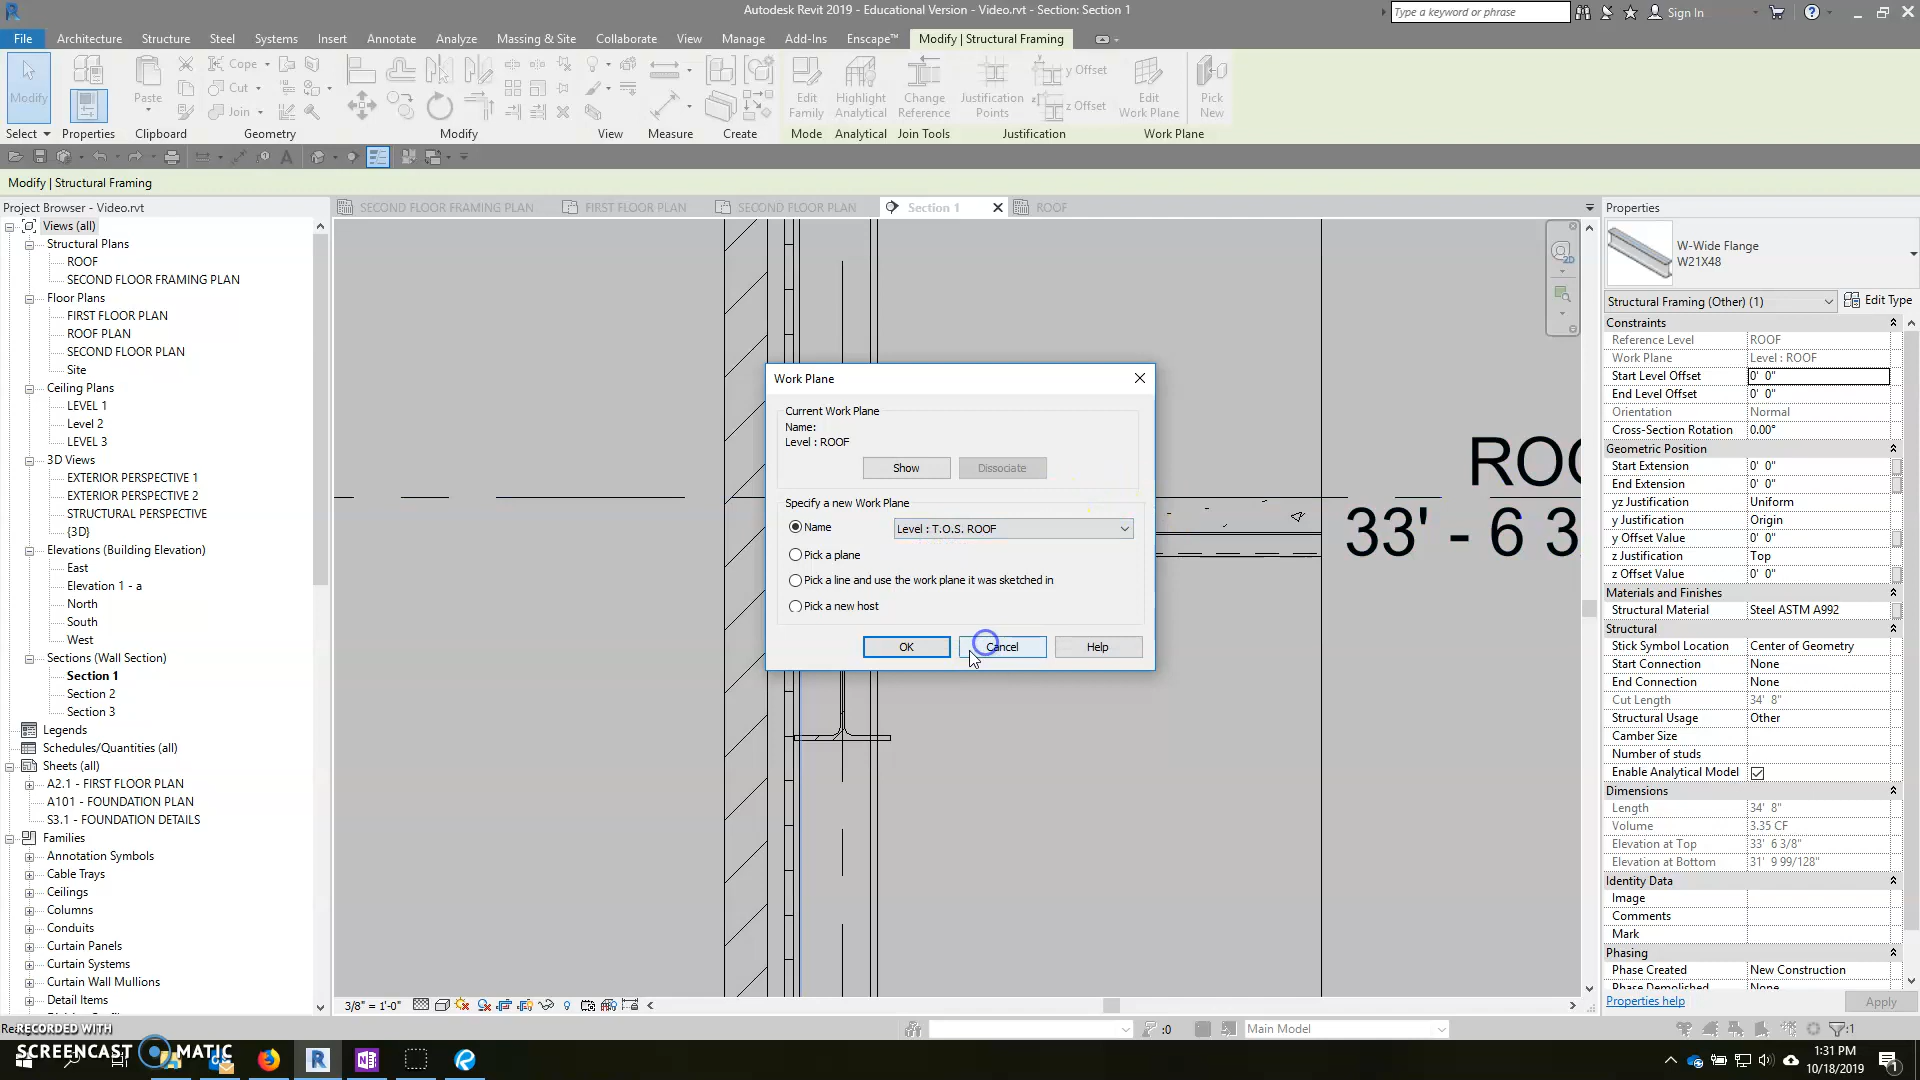 Autodesk Revit 2019 - Educational Version - Video.rvt - Section: Section 1
Type a keyword or phrase
Sign In
File Architecture Structure Steel Systems Insert Annotate Analyze Massing & Site Collaborate View Manage Add-Ins Enscape™ Modify | Structural Framing
Modify
Paste
Cope
Cut
Join
Edit Family
Highlight Analytical
Change Reference
Justification Points
y Offset
z Offset
Edit Work Plane
Pick New
Select Properties Clipboard Geometry Modify View Measure Create Mode Analytical Join Tools Justification Work Plane
Modify | Structural Framing
Project Browser - Video.rvt
SECOND FLOOR FRAMING PLAN FIRST FLOOR PLAN SECOND FLOOR PLAN Section 1 ROOF
Views (all)
Structural Plans
ROOF
SECOND FLOOR FRAMING PLAN
Floor Plans
FIRST FLOOR PLAN
ROOF PLAN
SECOND FLOOR PLAN
Site
Ceiling Plans
LEVEL 1
Level 2
LEVEL 3
3D Views
EXTERIOR PERSPECTIVE 1
EXTERIOR PERSPECTIVE 2
STRUCTURAL PERSPECTIVE
{3D}
Elevations (Building Elevation)
East
Elevation 1 - a
North
South
West
Sections (Wall Section)
Section 1
Section 2
Section 3
Legends
Schedules/Quantities (all)
Sheets (all)
A2.1 - FIRST FLOOR PLAN
A101 - FOUNDATION PLAN
S3.1 - FOUNDATION DETAILS
Families
Annotation Symbols
Cable Trays
Ceilings
Columns
Conduits
Curtain Panels
Curtain Systems
Curtain Wall Mullions
Detail Items
Work Plane
Current Work Plane
Name:
Level : ROOF
Show Dissociate
Specify a new Work Plane
Name Level : T.O.S. ROOF
Pick a plane
Pick a line and use the work plane it was sketched in
Pick a new host
OK Cancel Help
2D
ROO
33' - 6 3
Properties
W-Wide Flange
W21X48
Structural Framing (Other) (1) Edit Type
Constraints
Reference Level ROOF
Work Plane Level : ROOF
Start Level Offset 0' 0"
End Level Offset 0' 0"
Orientation Normal
Cross-Section Rotation 0.00°
Geometric Position
Start Extension 0' 0"
End Extension 0' 0"
yz Justification Uniform
y Justification Origin
y Offset Value 0' 0"
z Justification Top
z Offset Value 0' 0"
Materials and Finishes
Structural Material Steel ASTM A992
Structural
Stick Symbol Location Center of Geometry
Start Connection None
End Connection None
Cut Length 34' 8"
Structural Usage Other
Camber Size
Number of studs
Enable Analytical Model
Dimensions
Length 34' 8"
Volume 3.35 CF
Elevation at Top 33' 6 3/8"
Elevation at Bottom 31' 9 99/128"
Identity Data
Image
Comments
Mark
Phasing
Phase Created New Construction
Phase Demolished None
Properties help Apply
3/8" = 1'-0"
:0
Main Model
:1
RECORDED WITH
SCREENCAST MATIC
1:31 PM
10/18/2019
1